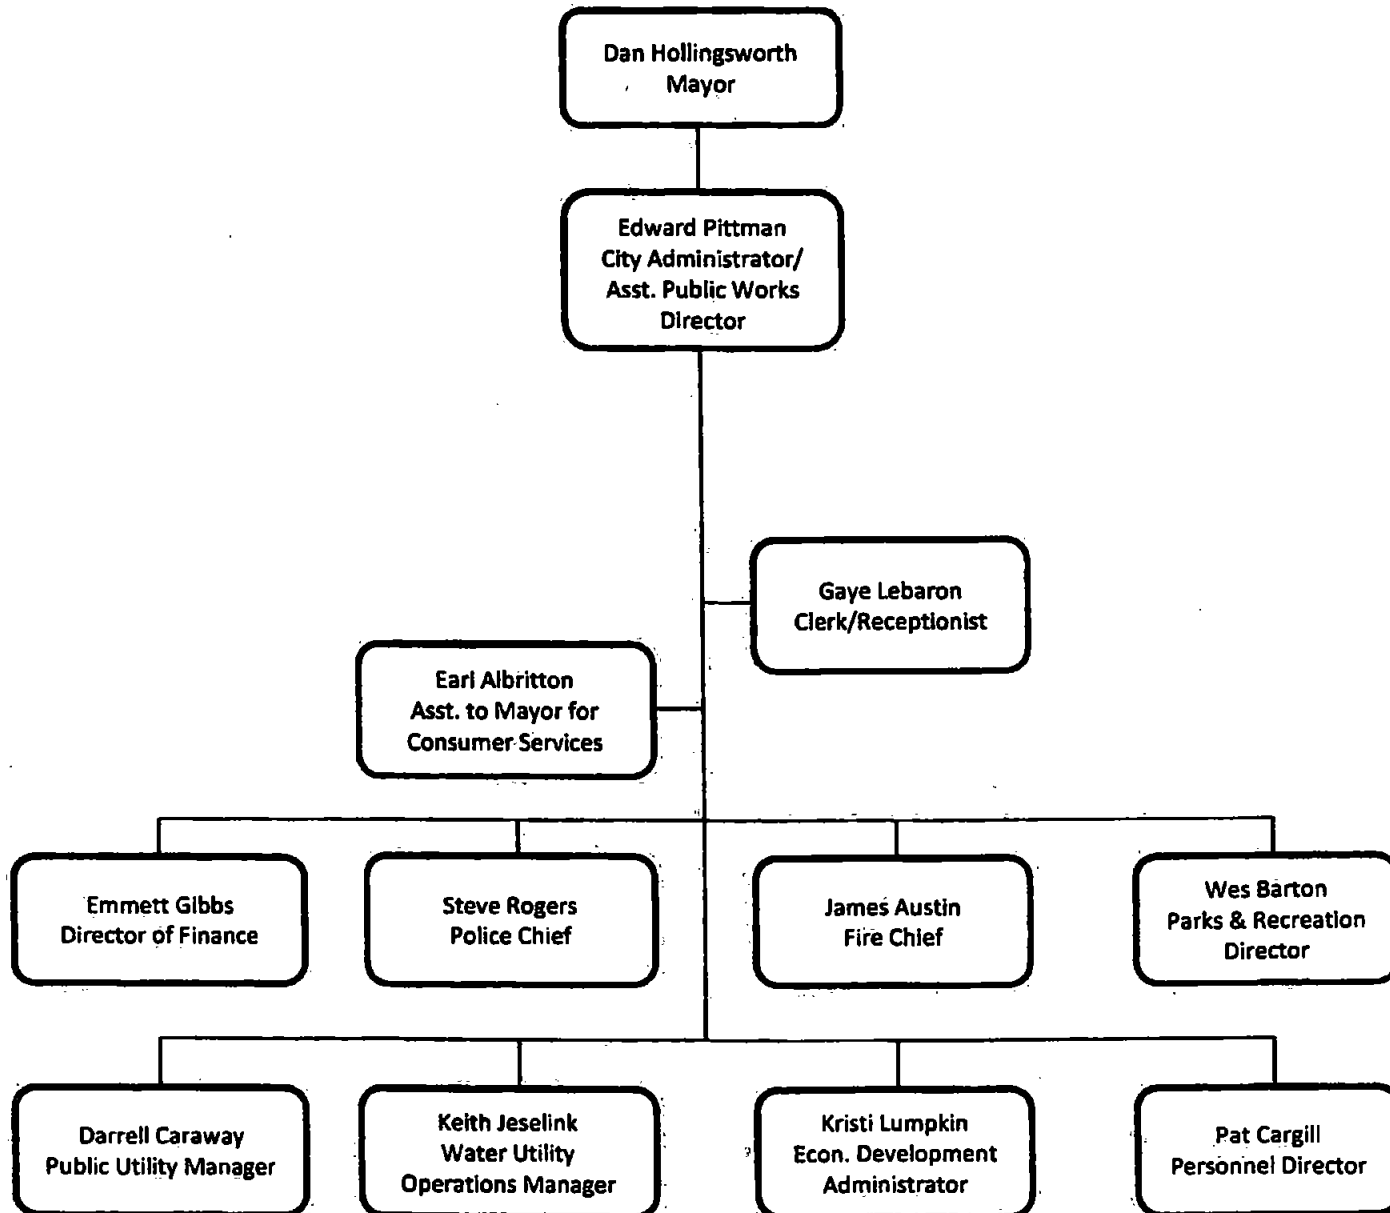 Dan Hollingsworth
Mayor
Edward Pittman
City Administrator/
Asst. Public Works
Director
Gaye Lebaron
Clerk/Receptionist
Earl Albritton
Asst. to Mayor for
Consumer Services
Emmett Gibbs
Director of Finance
Steve Rogers
Police Chief
James Austin
Fire Chief
Wes Barton
Parks & Recreation
Director
Darrell Caraway
Public Utility Manager
Keith Jeselink
Water Utility
Operations Manager
Kristi Lumpkin
Econ. Development
Administrator
Pat Cargill
Personnel Director